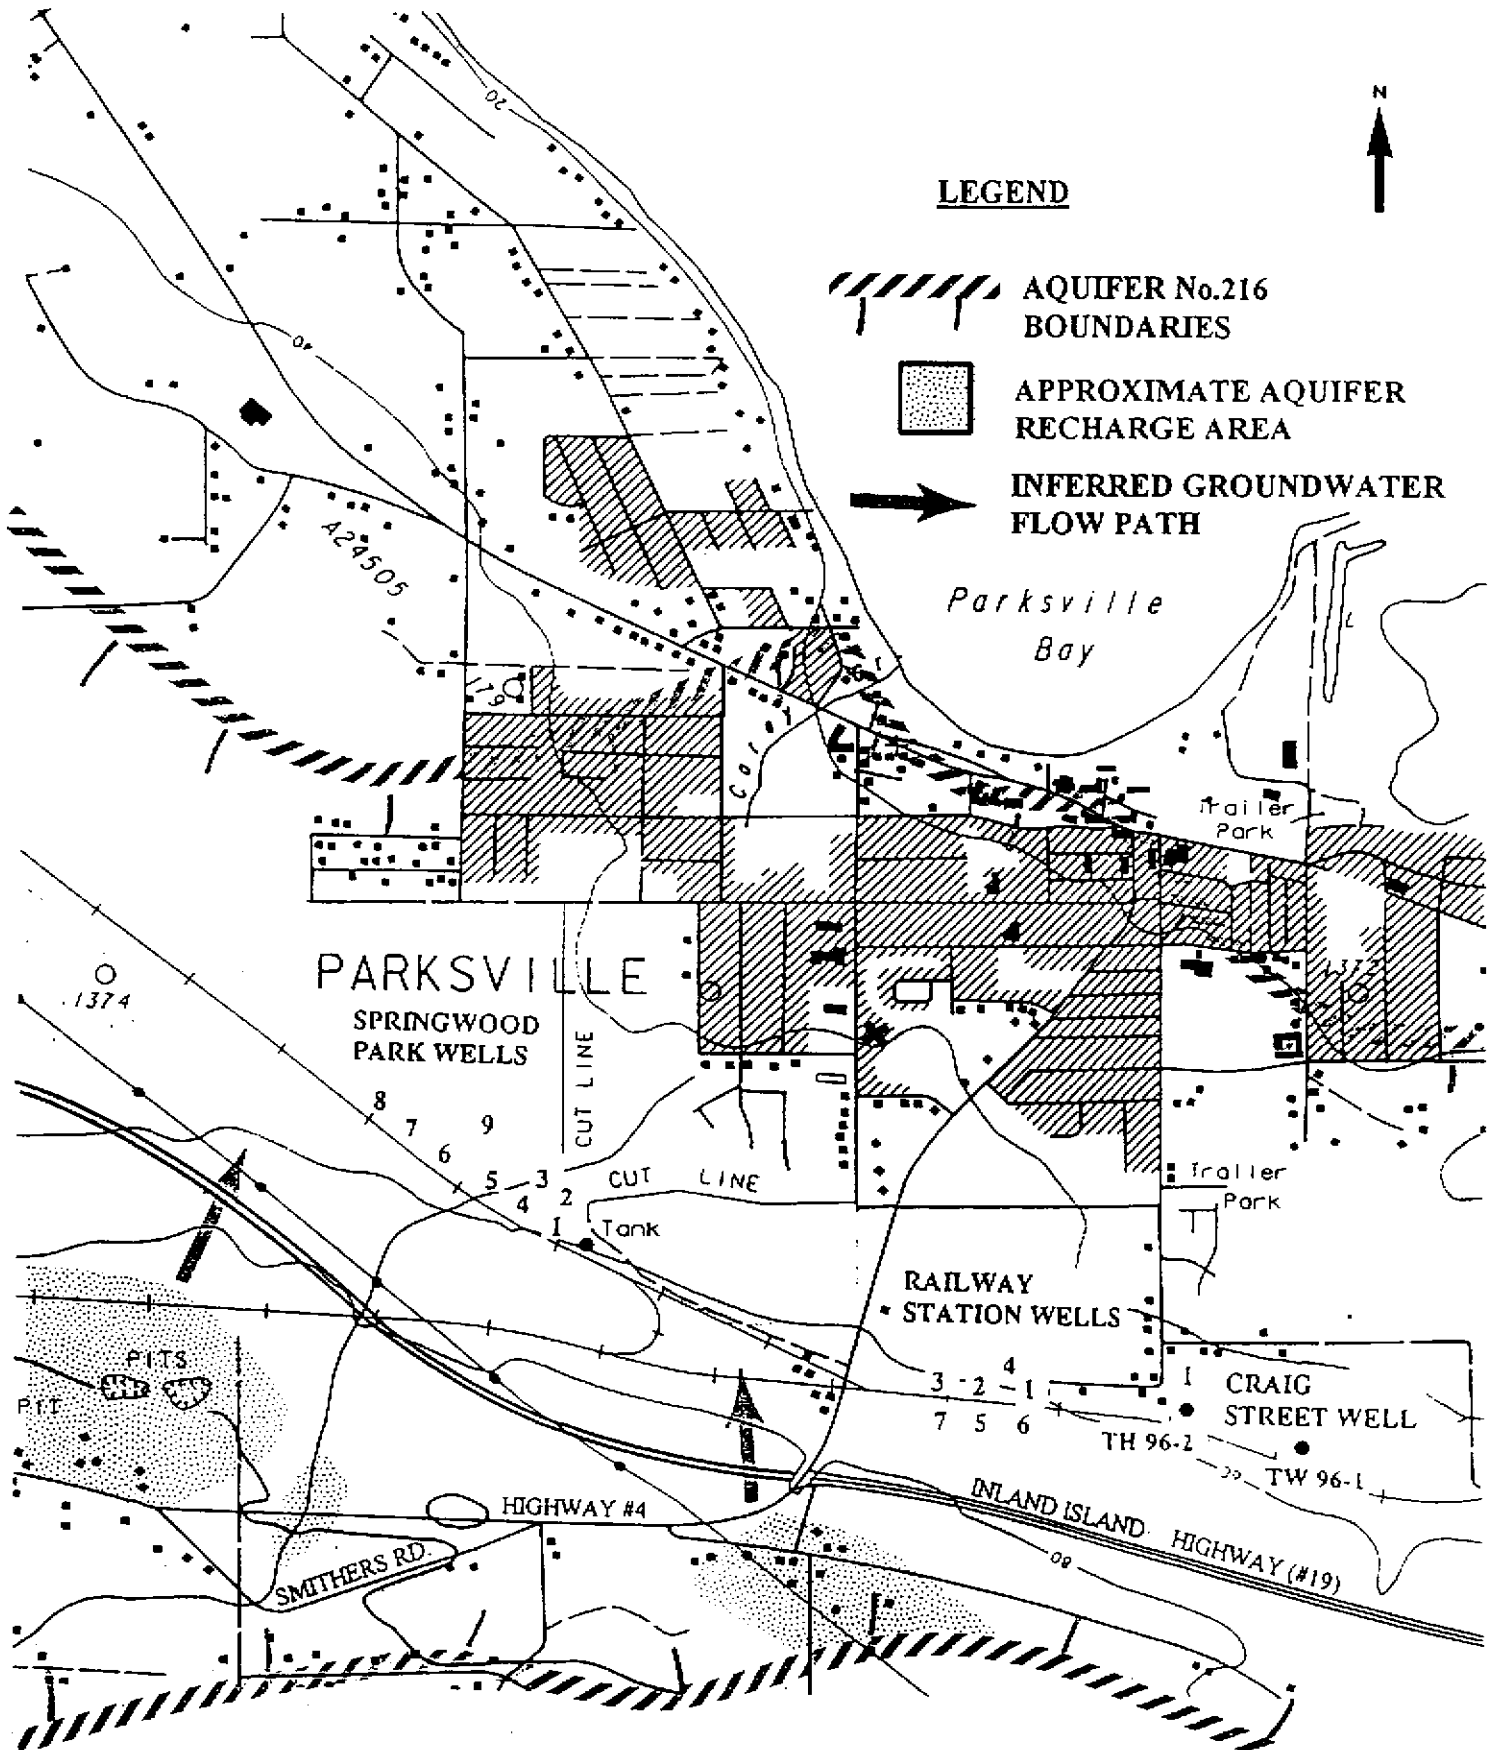 N
20
LEGEND
AQUIFER No.216
BOUNDARIES
APPROXIMATE AQUIFER
RECHARGE AREA
INFERRED GROUNDWATER
FLOW PATH
40
A24505
Parksville
Bay
179
Trailer
Park
PARKSVILLE
1374
1372
SPRINGWOOD
PARK WELLS
CUT LINE
8
7
9
6
5
3
4
2
1
CUT LINE
Tank
Trailer
Park
RAILWAY
STATION WELLS
4
3 - 2 - 1
7 5 6
1
CRAIG
STREET WELL
TH 96-2
TW 96-1
PITS
PIT
HIGHWAY #4
SMITHERS RD.
INLAND ISLAND HIGHWAY (#19)
80